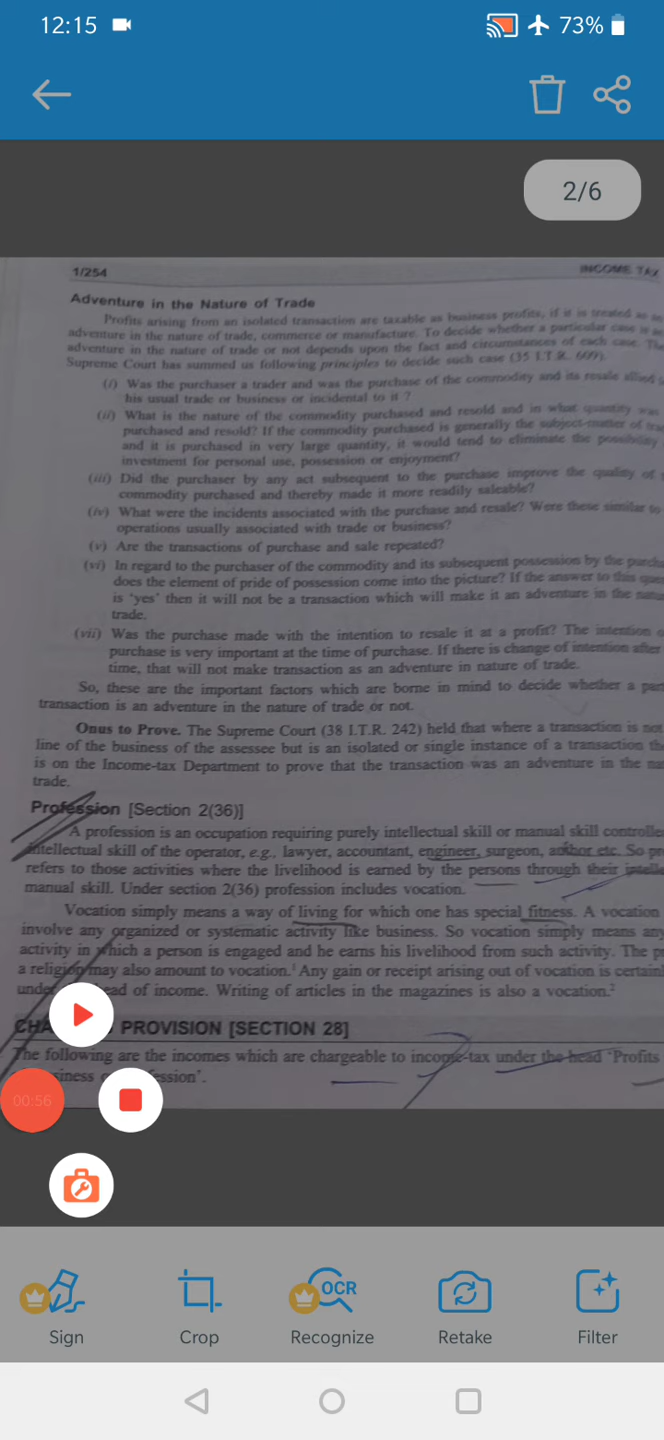 12:15
73%
2/6
1/254
INCOME TAX
Adventure in the Nature of Trade
Profits arising from an isolated transaction are taxable as business profits, if it is treated as
adventure in the nature of trade, commerce or manufacture. To decide whether a particular case is
adventure in the nature of trade or not depends upon the fact and circumstances of each case. The
Supreme Court has summed us following principles to decide such case (35 I.T.R. 609).
(i) Was the purchaser a trader and was the purchase of the commodity and its resale allied
his usual trade or business or incidental to it ?
(ii) What is the nature of the commodity purchased and resold and in what quantity was
purchased and resold? If the commodity purchased is generally the subject-matter of
and it is purchased in very large quantity, it would tend to eliminate the possibility
investment for personal use, possession or enjoyment?
(iii) Did the purchaser by any act subsequent to the purchase improve the quality of
commodity purchased and thereby made it more readily saleable?
(iv) What were the incidents associated with the purchase and resale? Were these similar to
operations usually associated with trade or business?
(v) Are the transactions of purchase and sale repeated?
(vi) In regard to the purchaser of the commodity and its subsequent possession by the
does the element of pride of possession come into the picture? If the answer to this
is 'yes' then it will not be a transaction which will make it an adventure in the
trade.
(vii) Was the purchase made with the intention to resale it at a profit? The intention
purchase is very important at the time of purchase. If there is change of intention after
time, that will not make transaction as an adventure in nature of trade.
So, these are the important factors which are borne in mind to decide whether a
transaction is an adventure in the nature of trade or not.
Onus to Prove. The Supreme Court (38 I.T.R. 242) held that where a transaction is not
line of the business of the assessee but is an isolated or single instance of a transaction
is on the Income-tax Department to prove that the transaction was an adventure in the
trade.
Profession [Section 2(36)]
A profession is an occupation requiring purely intellectual skill or manual skill
intellectual skill of the operator, e.g., lawyer, accountant, engineer, surgeon, author etc. So
refers to those activities where the livelihood is earned by the persons through their
manual skill. Under section 2(36) profession includes vocation.
Vocation simply means a way of living for which one has special fitness. A vocation
involve any organized or systematic activity like business. So vocation simply means any
activity in which a person is engaged and he earns his livelihood from such activity. The
a religion may also amount to vocation.¹ Any gain or receipt arising out of vocation is
under ead of income. Writing of articles in the magazines is also a vocation.²
CHA PROVISION [SECTION 28]
The following are the incomes which are chargeable to income-tax under the head 'Profits
siness ession'.
00:56
Sign
Crop
OCR
Recognize
Retake
Filter